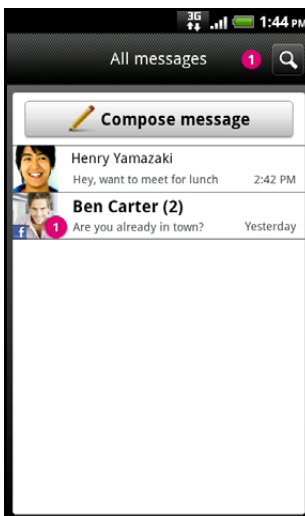 3G 1:44 PM
All messages 1
Compose message
Henry Yamazaki
Hey, want to meet for lunch 2:42 PM
Ben Carter (2)
f 1 Are you already in town? Yesterday